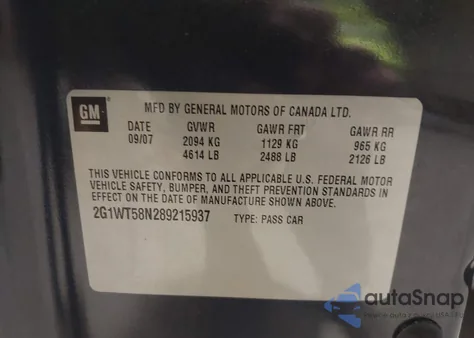 GM
MFD BY GENERAL MOTORS OF CANADA LTD.
DATE GVWR GAWR FRT GAWR RR
09/07 2094 KG 1129 KG 965 KG
4614 LB 2488 LB 2126 LB
THIS VEHICLE CONFORMS TO ALL APPLICABLE U.S. FEDERAL MOTOR
VEHICLE SAFETY, BUMPER, AND THEFT PREVENTION STANDARDS IN
EFFECT ON THE DATE OF MANUFACTURE SHOWN ABOVE.
2G1WT58N289215937 TYPE: PASS CAR
autoSnap